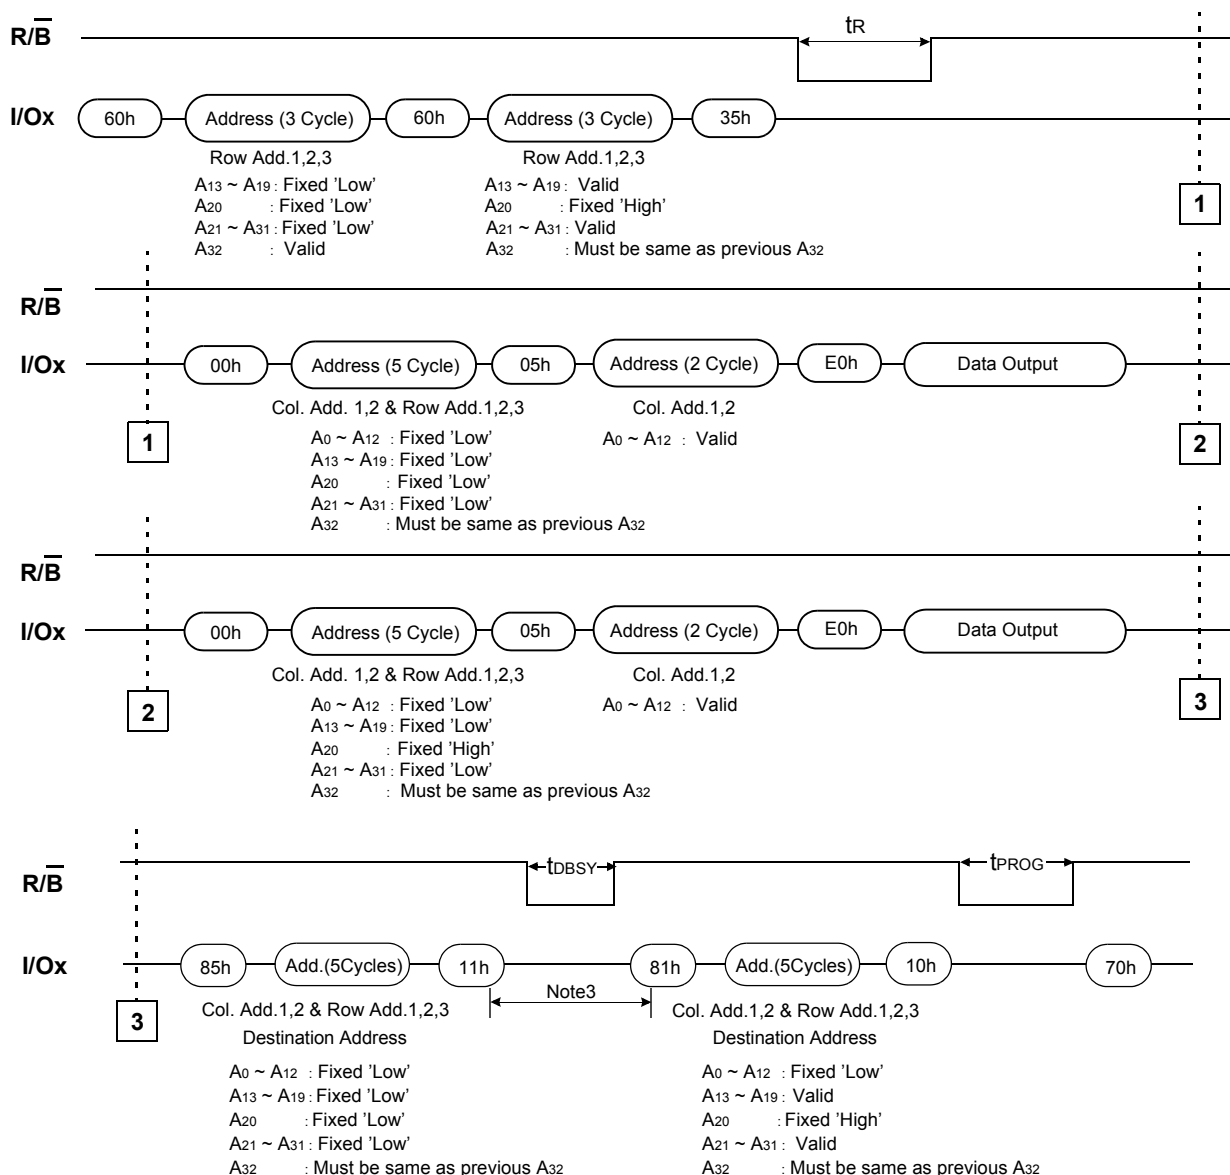 R/B tR
I/Ox 60h Address (3 Cycle) 60h Address (3 Cycle) 35h
Row Add.1,2,3 Row Add.1,2,3
A13 ~ A19 : Fixed 'Low' A13 ~ A19 : Valid
A20 : Fixed 'Low' A20 : Fixed 'High'
A21 ~ A31 : Fixed 'Low' A21 ~ A31 : Valid
A32 : Valid A32 : Must be same as previous A32
1
R/B
I/Ox 00h Address (5 Cycle) 05h Address (2 Cycle) E0h Data Output
Col. Add. 1,2 & Row Add.1,2,3 Col. Add.1,2
A0 ~ A12 : Fixed 'Low' A0 ~ A12 : Valid
A13 ~ A19 : Fixed 'Low'
A20 : Fixed 'Low'
A21 ~ A31 : Fixed 'Low'
A32 : Must be same as previous A32
1 2
R/B
I/Ox 00h Address (5 Cycle) 05h Address (2 Cycle) E0h Data Output
Col. Add. 1,2 & Row Add.1,2,3 Col. Add.1,2
A0 ~ A12 : Fixed 'Low' A0 ~ A12 : Valid
A13 ~ A19 : Fixed 'Low'
A20 : Fixed 'High'
A21 ~ A31 : Fixed 'Low'
A32 : Must be same as previous A32
2 3
R/B tDBSY tPROG
I/Ox 85h Add.(5Cycles) 11h 81h Add.(5Cycles) 10h 70h
Note3
3
Col. Add.1,2 & Row Add.1,2,3 Col. Add.1,2 & Row Add.1,2,3
Destination Address Destination Address
A0 ~ A12 : Fixed 'Low' A0 ~ A12 : Fixed 'Low'
A13 ~ A19 : Fixed 'Low' A13 ~ A19 : Valid
A20 : Fixed 'Low' A20 : Fixed 'High'
A21 ~ A31 : Fixed 'Low' A21 ~ A31 : Valid
A32 : Must be same as previous A32 A32 : Must be same as previous A32